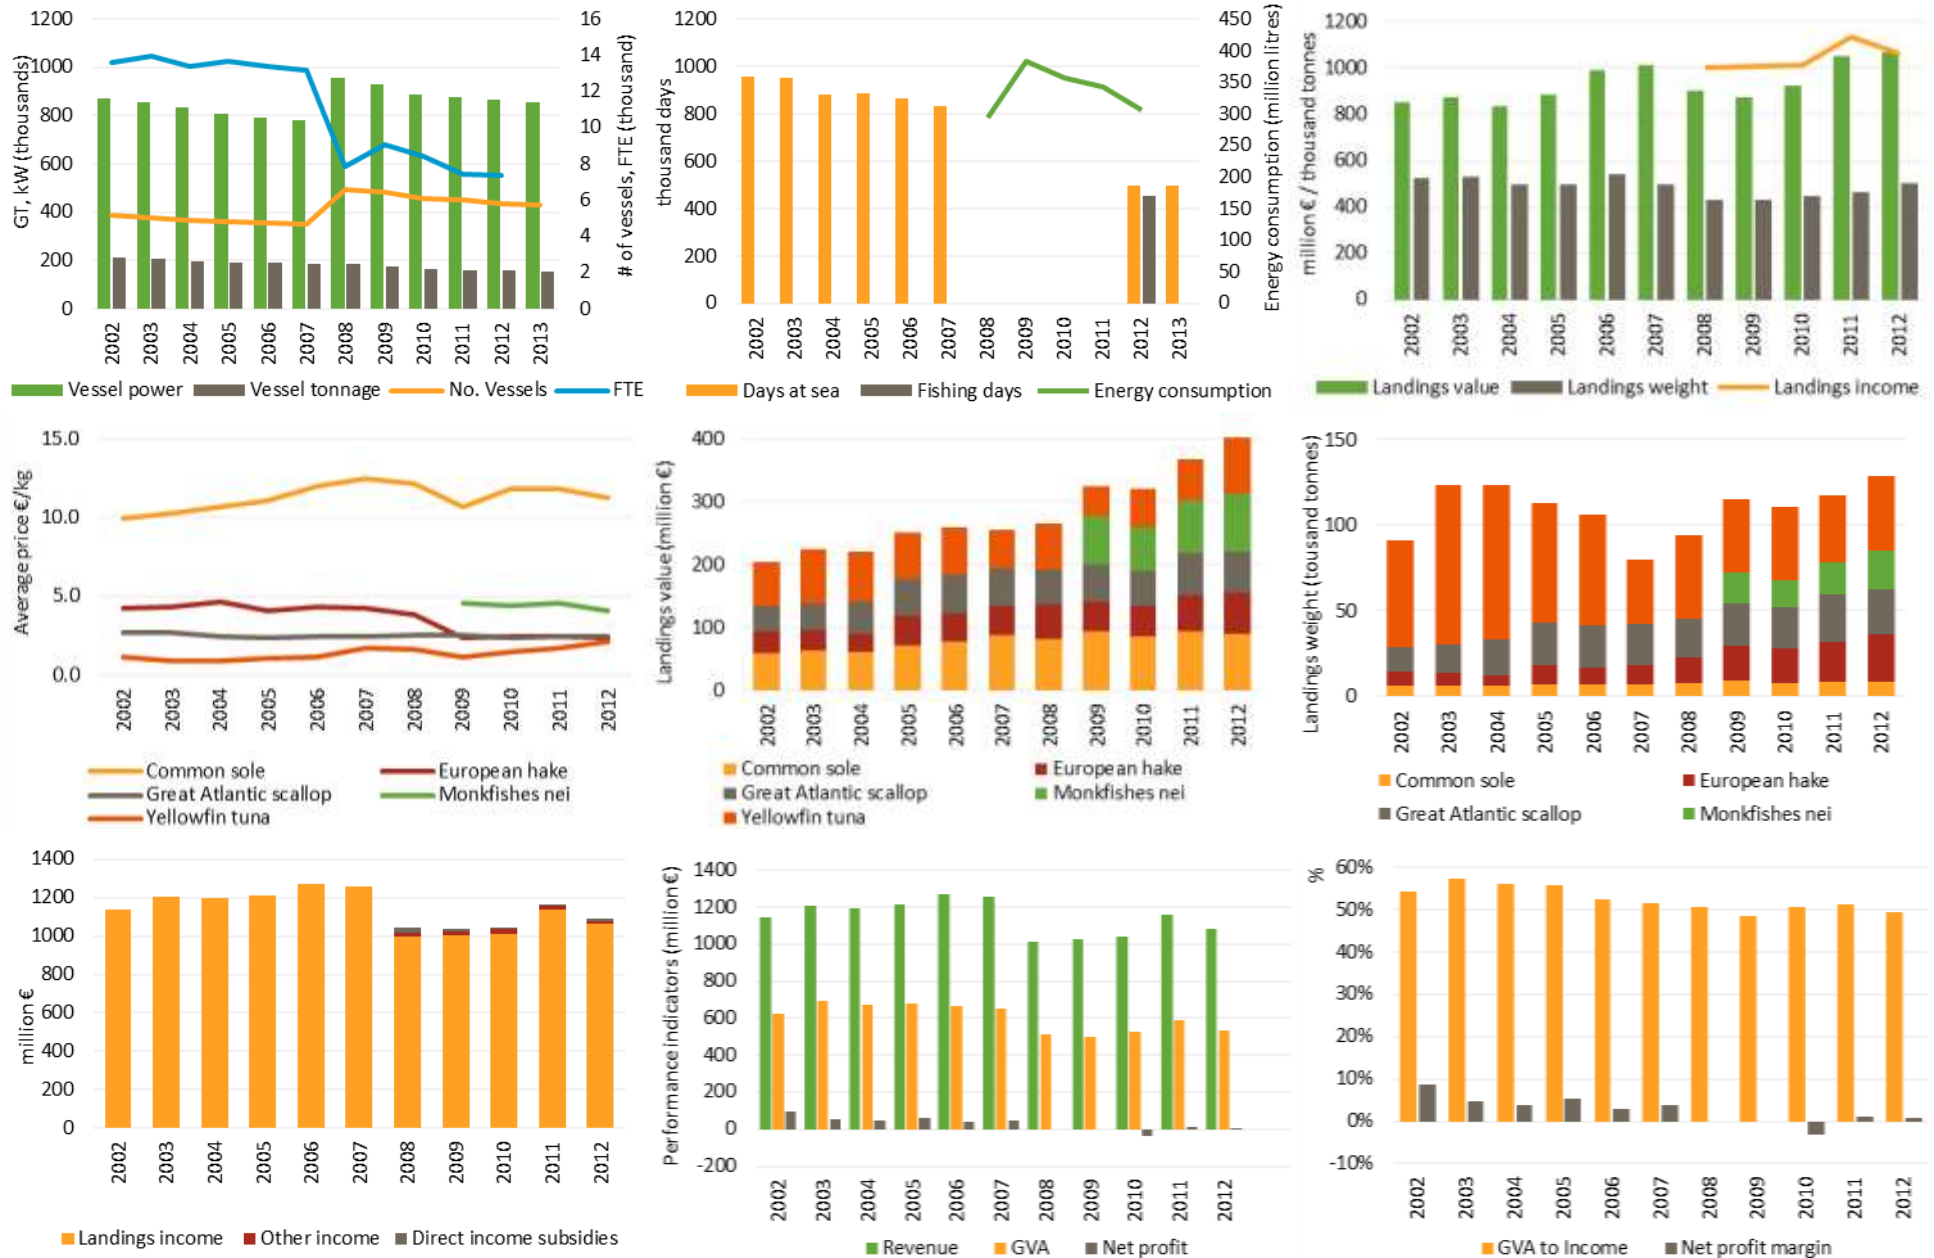 GT, kW (thousands)
1200
1000
800
600
400
200
0
16
14
12
10
8
6
4
2
0
# of vessels, FTE (thousand)
2002 2003 2004 2005 2006 2007 2008 2009 2010 2011 2012 2013
Vessel power Vessel tonnage No. Vessels FTE
thousand days
1200
1000
800
600
400
200
0
450
400
350
300
250
200
150
100
50
0
Energy consumption (million litres)
2002 2003 2004 2005 2006 2007 2008 2009 2010 2011 2012 2013
Days at sea Fishing days Energy consumption
million € / thousand tonnes
1200
1000
800
600
400
200
0
2002 2003 2004 2005 2006 2007 2008 2009 2010 2011 2012
Landings value Landings weight Landings income
Average price €/kg
15.0
10.0
5.0
0.0
2002 2003 2004 2005 2006 2007 2008 2009 2010 2011 2012
Common sole European hake
Great Atlantic scallop Monkfishes nei
Yellowfin tuna
Landings value (million €)
400
300
200
100
0
2002 2003 2004 2005 2006 2007 2008 2009 2010 2011 2012
Common sole European hake
Great Atlantic scallop Monkfishes nei
Yellowfin tuna
Landings weight (tousand tonnes)
150
100
50
0
2002 2003 2004 2005 2006 2007 2008 2009 2010 2011 2012
Common sole European hake
Great Atlantic scallop Monkfishes nei
million €
1400
1200
1000
800
600
400
200
0
2002 2003 2004 2005 2006 2007 2008 2009 2010 2011 2012
Landings income Other income Direct income subsidies
Performance indicators (million €)
1400
1200
1000
800
600
400
200
0
-200
2002 2003 2004 2005 2006 2007 2008 2009 2010 2011 2012
Revenue GVA Net profit
%
60%
50%
40%
30%
20%
10%
0%
-10%
2002 2003 2004 2005 2006 2007 2008 2009 2010 2011 2012
GVA to Income Net profit margin